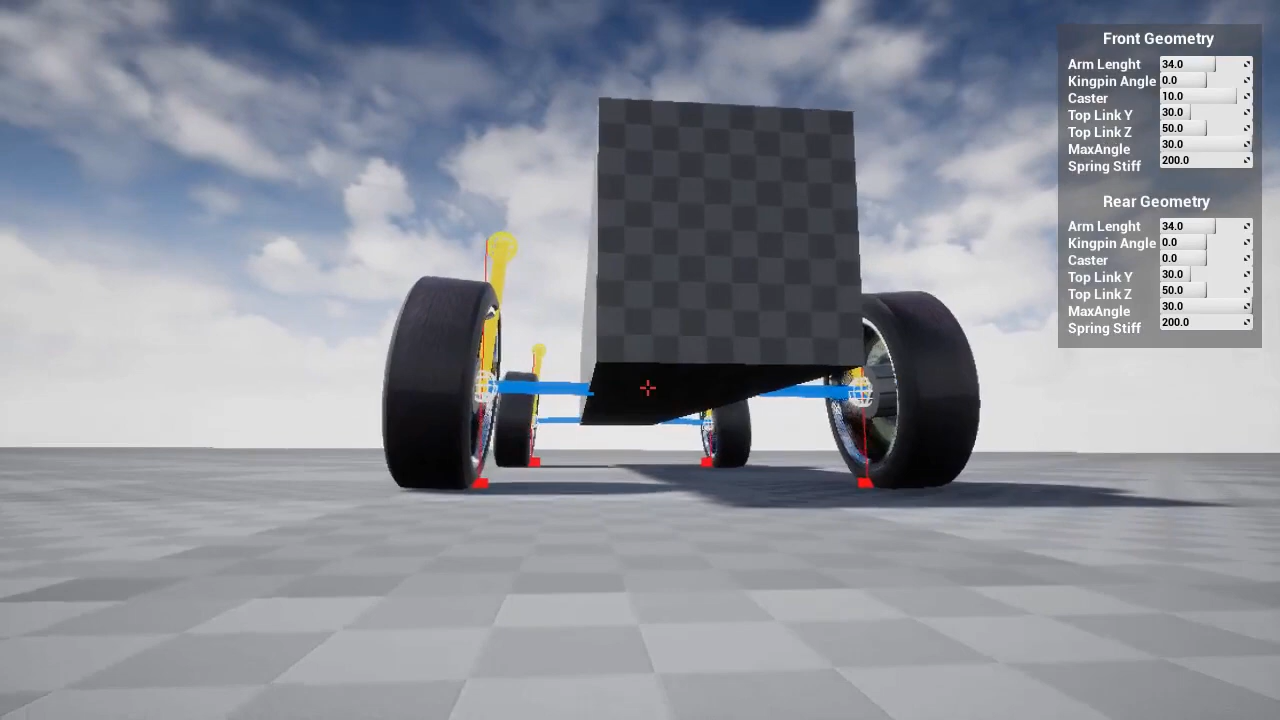 Front Geometry
Arm Lenght 34.0
Kingpin Angle 0.0
Caster 10.0
Top Link Y 30.0
Top Link Z 50.0
MaxAngle 30.0
Spring Stiff 200.0
Rear Geometry
Arm Lenght 34.0
Kingpin Angle 0.0
Caster 0.0
Top Link Y 30.0
Top Link Z 50.0
MaxAngle 30.0
Spring Stiff 200.0